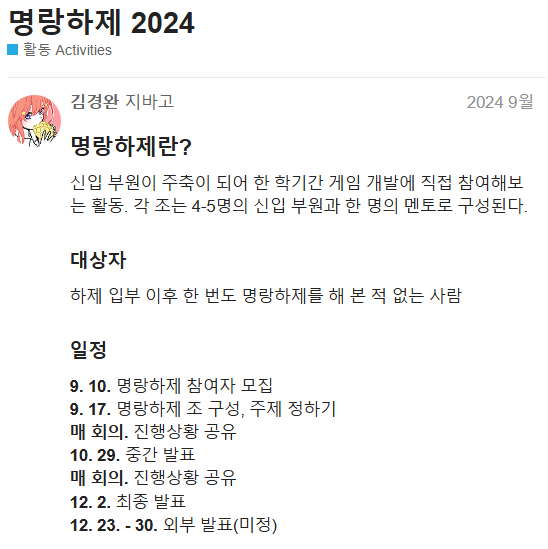 명랑하제 2024
활동 Activities
김경완 지바고 2024 9월
명랑하제란?
신입 부원이 주축이 되어 한 학기간 게임 개발에 직접 참여해보
는 활동. 각 조는 4-5명의 신입 부원과 한 명의 멘토로 구성된다.
대상자
하제 입부 이후 한 번도 명랑하제를 해 본 적 없는 사람
일정
9. 10. 명랑하제 참여자 모집
9. 17. 명랑하제 조 구성, 주제 정하기
매 회의. 진행상황 공유
10. 29. 중간 발표
매 회의. 진행상황 공유
12. 2. 최종 발표
12. 23. - 30. 외부 발표(미정)